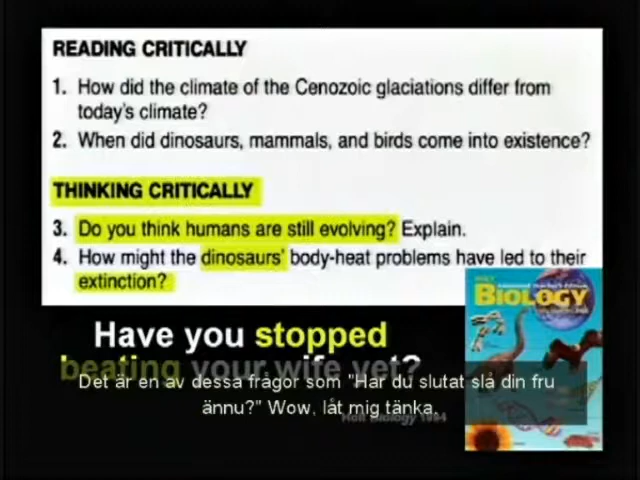 READING CRITICALLY
1. How did the climate of the Cenozoic glaciations differ from
today's climate?
2. When did dinosaurs, mammals, and birds come into existence?
THINKING CRITICALLY
3. Do you think humans are still evolving? Explain.
4. How might the dinosaurs' body-heat problems have led to their
extinction?
BIOLOGY
Have you stopped
beating your wife yet?
Det är en av dessa frågor som "Har du slutat slå din fru
ännu?" Wow, låt mig tänka.
Holt Biology 1994